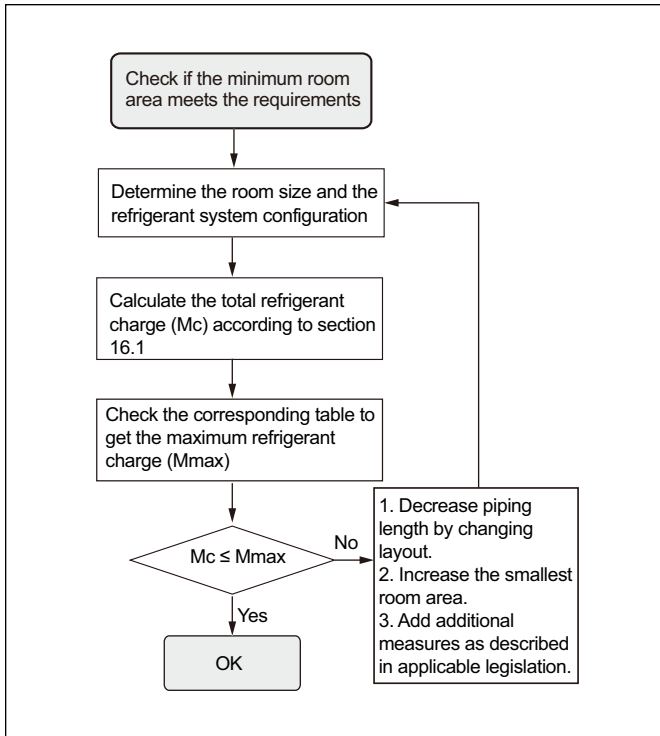 Check if the minimum room
area meets the requirements
Determine the room size and the
refrigerant system configuration
Calculate the total refrigerant
charge (Mc) according to section
16.1
Check the corresponding table to
get the maximum refrigerant
charge (Mmax)
Mc ≤ Mmax
No
Yes
OK
1. Decrease piping
length by changing
layout.
2. Increase the smallest
room area.
3. Add additional
measures as described
in applicable legislation.